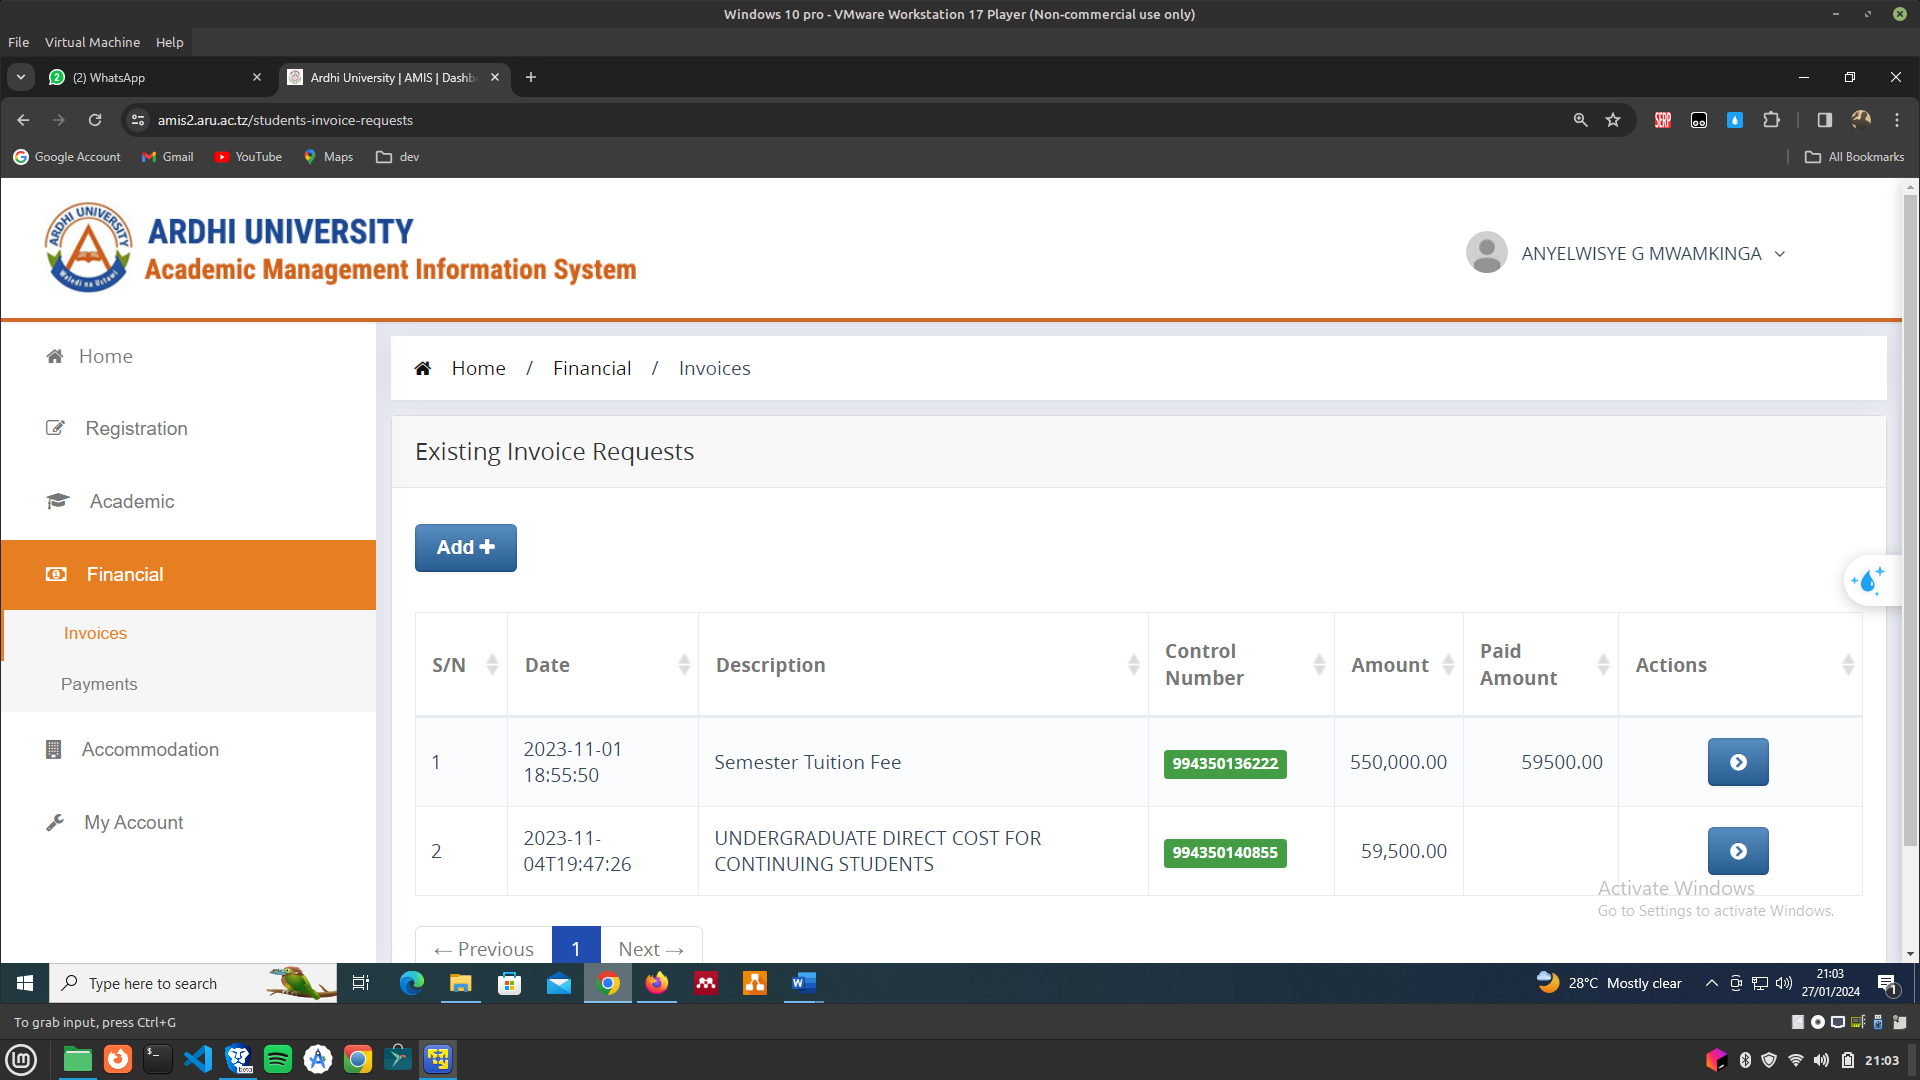 Windows 10 pro - VMware Workstation 17 Player (Non-commercial use only)
File Virtual Machine Help
2 (2) WhatsApp
Ardhi University | AMIS | Dashb
amis2.aru.ac.tz/students-invoice-requests
SERP
Google Account Gmail YouTube Maps dev All Bookmarks
ARDHI UNIVERSITY
ARDHI UNIVERSITY
Academic Management Information System
ANYELWISYE G MWAMKINGA
Home
Registration
Academic
Financial
Invoices
Payments
Accommodation
My Account
Home / Financial / Invoices
Existing Invoice Requests
Add
S/N Date Description Control Number Amount Paid Amount Actions
1 2023-11-01 18:55:50 Semester Tuition Fee 994350136222 550,000.00 59500.00
2 2023-11-04T19:47:26 UNDERGRADUATE DIRECT COST FOR CONTINUING STUDENTS 994350140855 59,500.00
← Previous 1 Next →
Activate Windows
Go to Settings to activate Windows.
Type here to search
28°C Mostly clear
21:03
27/01/2024
1
To grab input, press Ctrl+G
beta
21:03